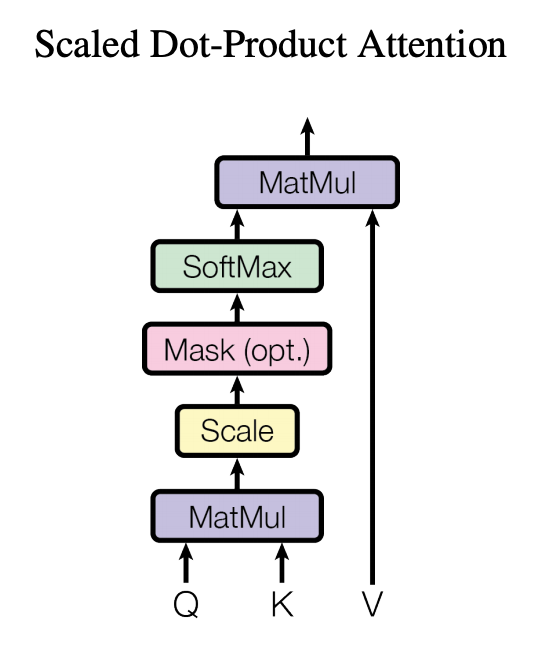 Scaled Dot-Product Attention
MatMul
SoftMax
Mask (opt.)
Scale
MatMul
Q K V